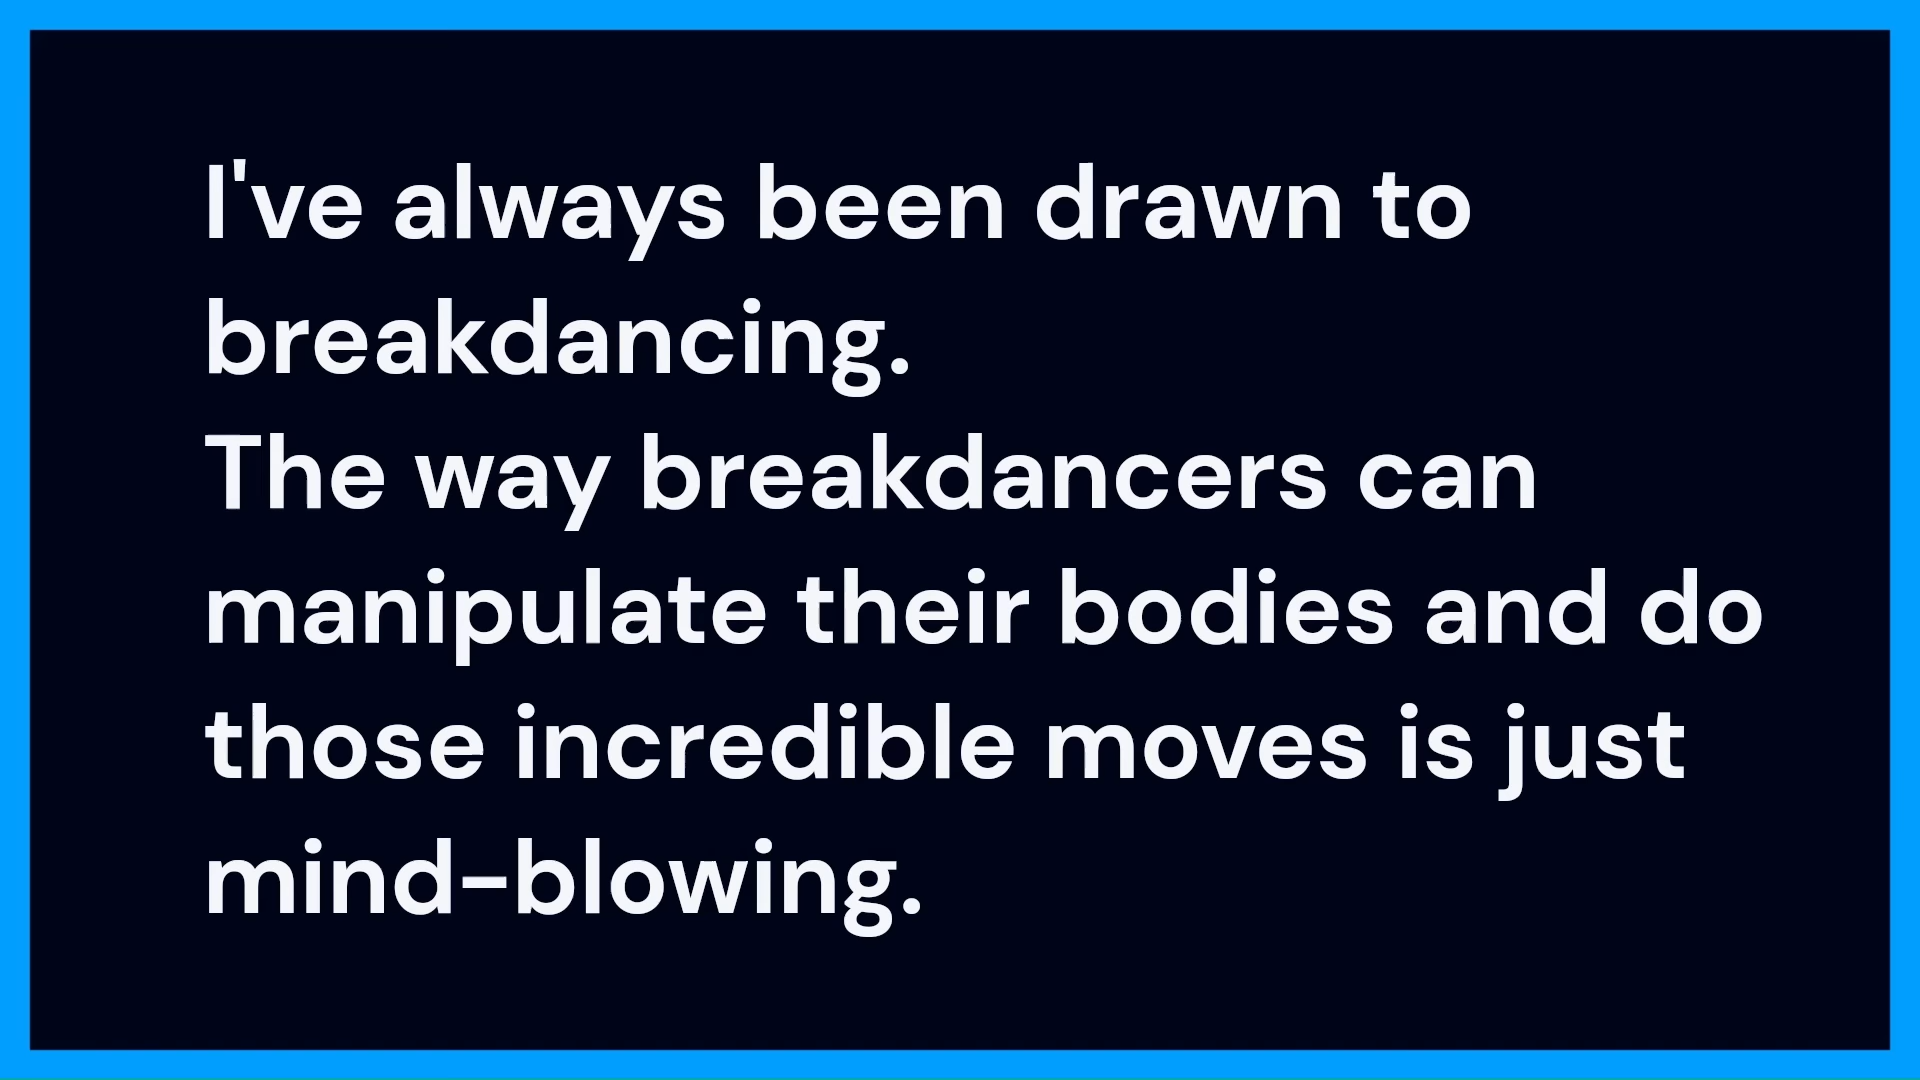 I've always been drawn to
breakdancing.
The way breakdancers can
manipulate their bodies and do
those incredible moves is just
mind-blowing.